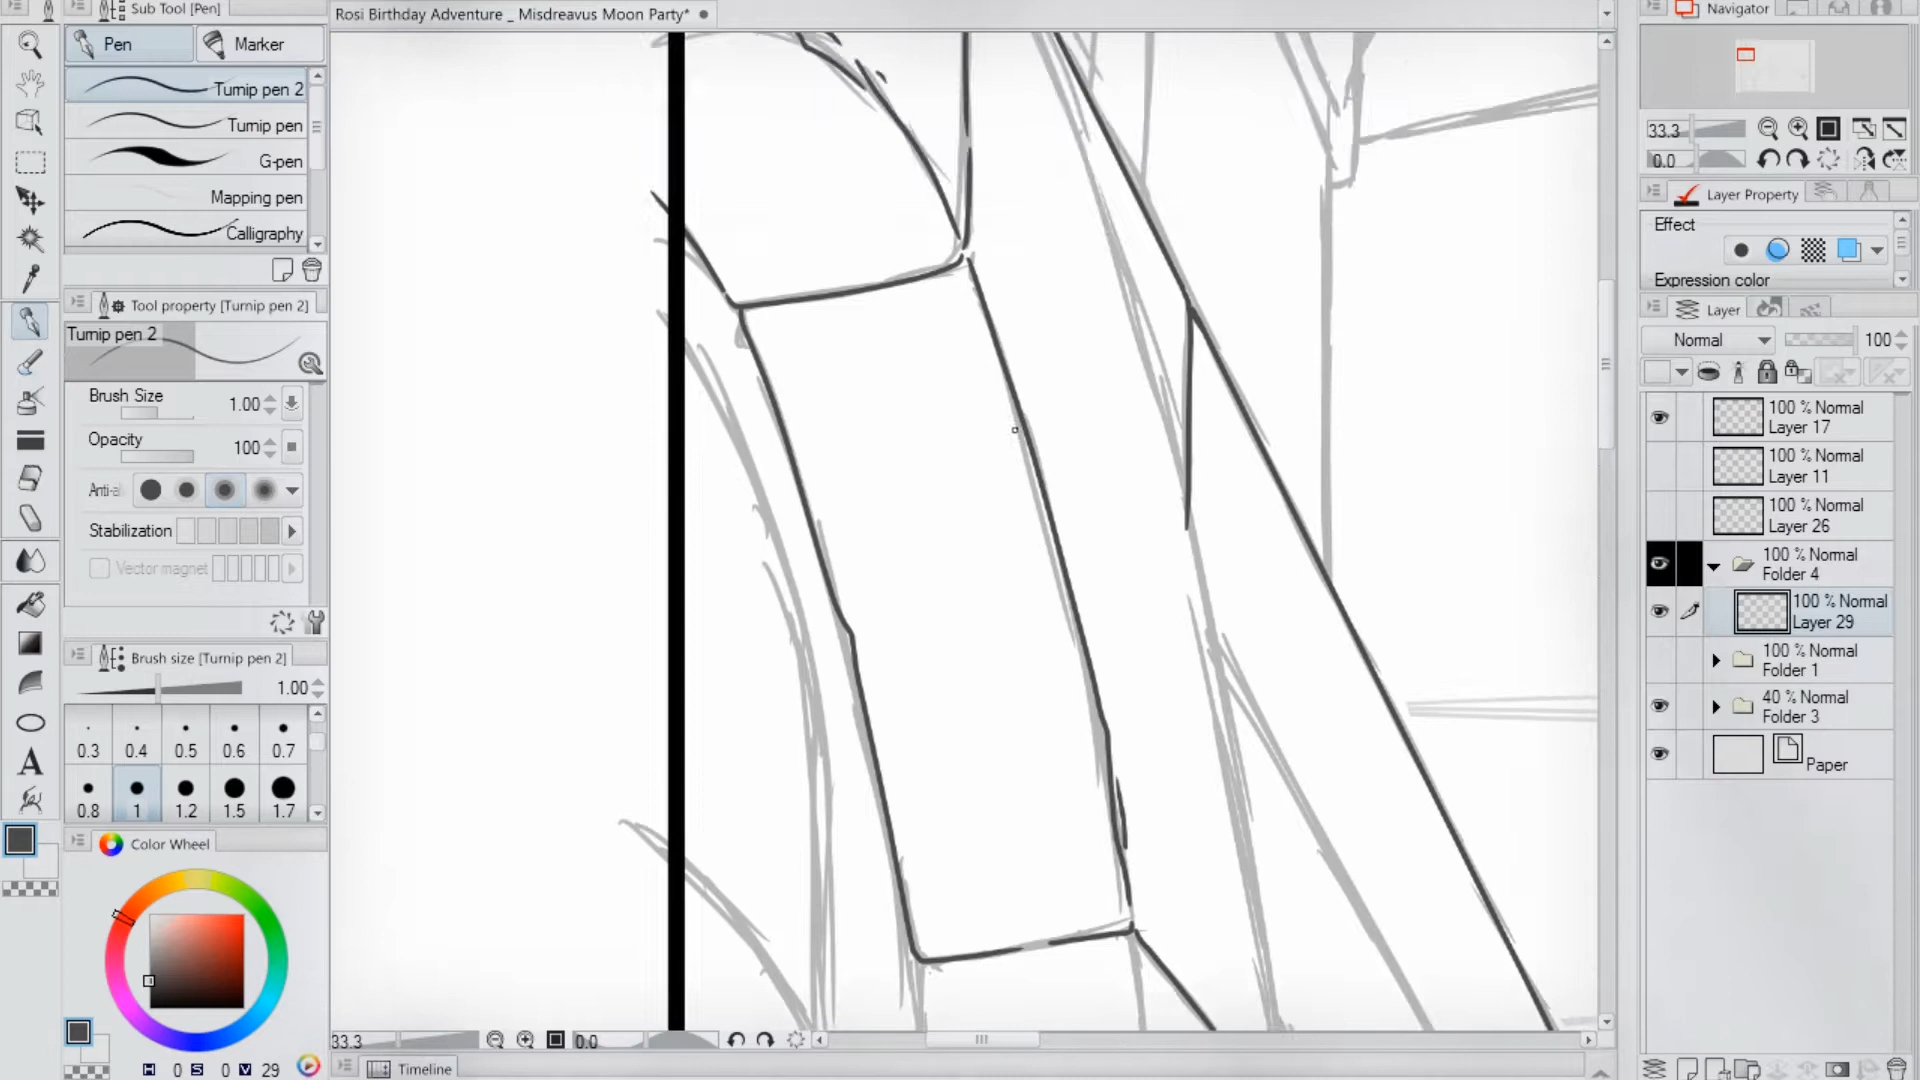 Sub Tool [Pen]
Rosi Birthday Adventure _ Misdreavus Moon Party*
Navigator
Pen
Marker
Turnip pen 2
Turnip pen
G-pen
Mapping pen
Calligraphy
33.3
0.0
Layer Property
Effect
Expression color
Tool property [Turnip pen 2]
Turnip pen 2
Brush Size
1.00
Opacity
100
Anti-al
Stabilization
Vector magnet
Brush size [Turnip pen 2]
1.00
0.3
0.4
0.5
0.6
0.7
0.8
1
1.2
1.5
1.7
Color Wheel
H 0 S 0 V 29
33.3
0.0
Timeline
Layer
Normal
100
100 % Normal
Layer 17
100 % Normal
Layer 11
100 % Normal
Layer 26
100 % Normal
Folder 4
100 % Normal
Layer 29
100 % Normal
Folder 1
40 % Normal
Folder 3
Paper
A